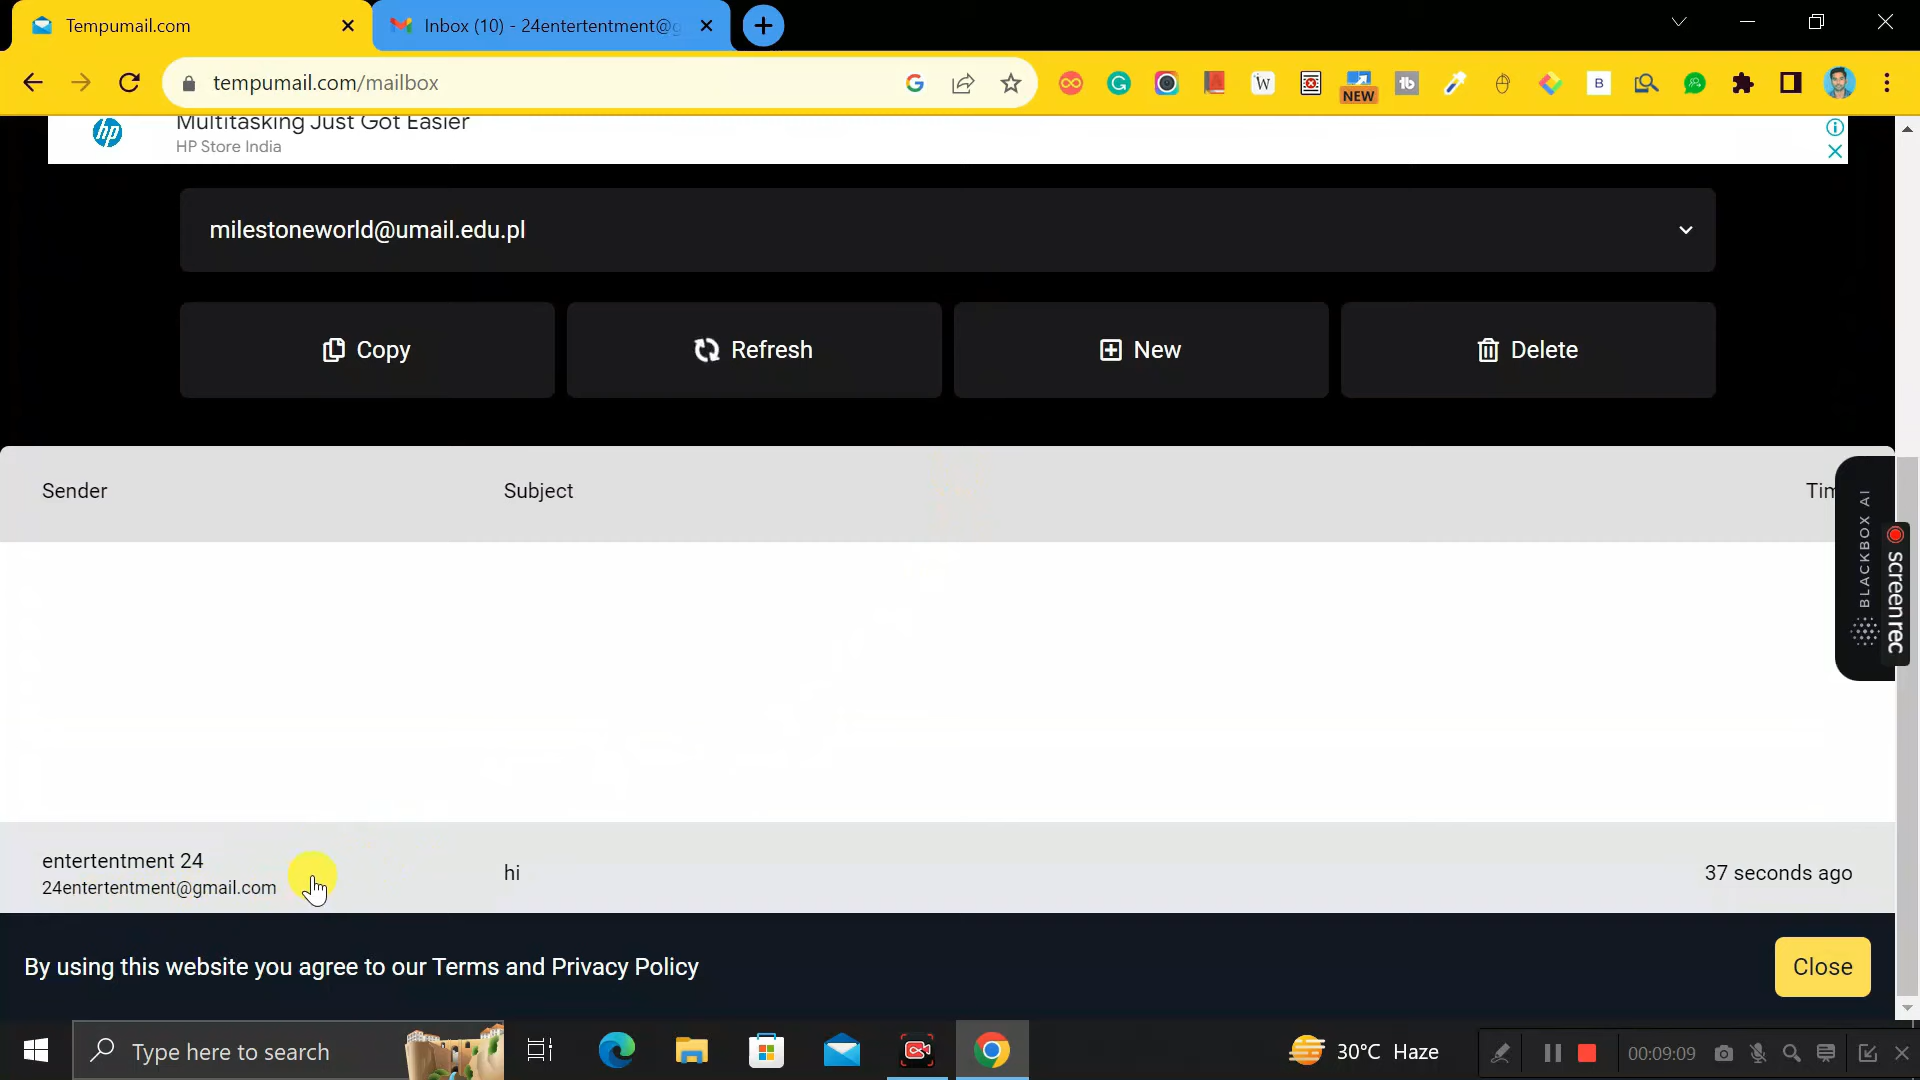 Tempumail.com
Inbox (10) - 24entertentment@g
tempumail.com/mailbox
NEW
Multitasking Just Got Easier
HP Store India
hp
milestoneworld@umail.edu.pl
Copy
Refresh
New
Delete
Sender
Subject
Tim
BLACKBOX AI
screenrec
entertentment 24
24entertentment@gmail.com
hi
37 seconds ago
By using this website you agree to our Terms and Privacy Policy
Close
Type here to search
30°C Haze
00:09:09